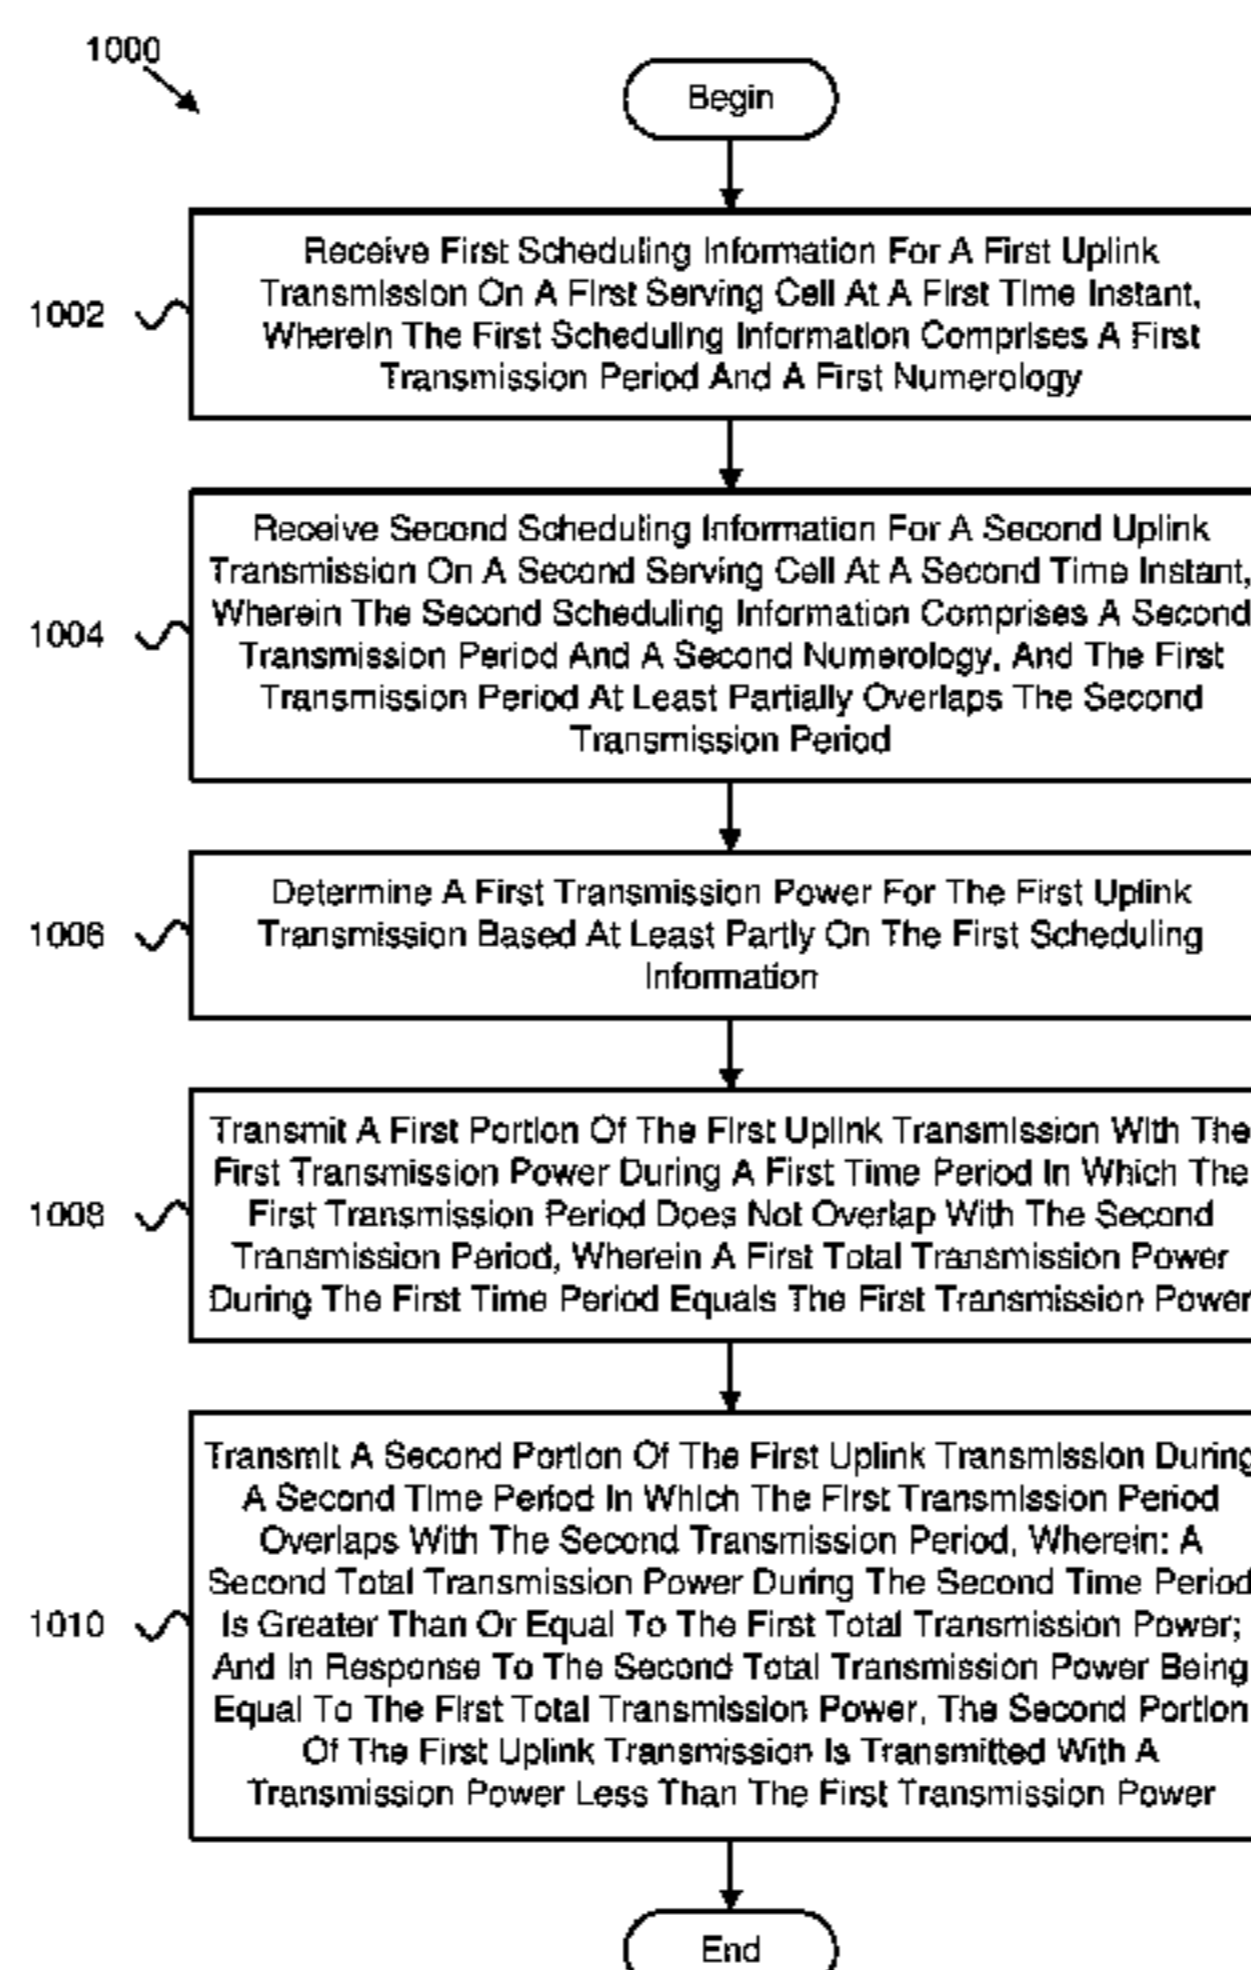 1000
Begin
Receive First Scheduling Information For A First Uplink
Transmission On A First Serving Cell At A First Time Instant,
Wherein The First Scheduling Information Comprises A First
Transmission Period And A First Numerology
1002
Receive Second Scheduling Information For A Second Uplink
Transmission On A Second Serving Cell At A Second Time Instant,
Wherein The Second Scheduling Information Comprises A Second
Transmission Period And A Second Numerology, And The First
Transmission Period At Least Partially Overlaps The Second
Transmission Period
1004
Determine A First Transmission Power For The First Uplink
Transmission Based At Least Partly On The First Scheduling
Information
1006
Transmit A First Portion Of The First Uplink Transmission With The
First Transmission Power During A First Time Period In Which The
First Transmission Period Does Not Overlap With The Second
Transmission Period, Wherein A First Total Transmission Power
During The First Time Period Equals The First Transmission Power
1008
Transmit A Second Portion Of The First Uplink Transmission During
A Second Time Period In Which The First Transmission Period
Overlaps With The Second Transmission Period, Wherein: A
Second Total Transmission Power During The Second Time Period
Is Greater Than Or Equal To The First Total Transmission Power;
And In Response To The Second Total Transmission Power Being
Equal To The First Total Transmission Power, The Second Portion
Of The First Uplink Transmission Is Transmitted With A
Transmission Power Less Than The First Transmission Power
1010
End